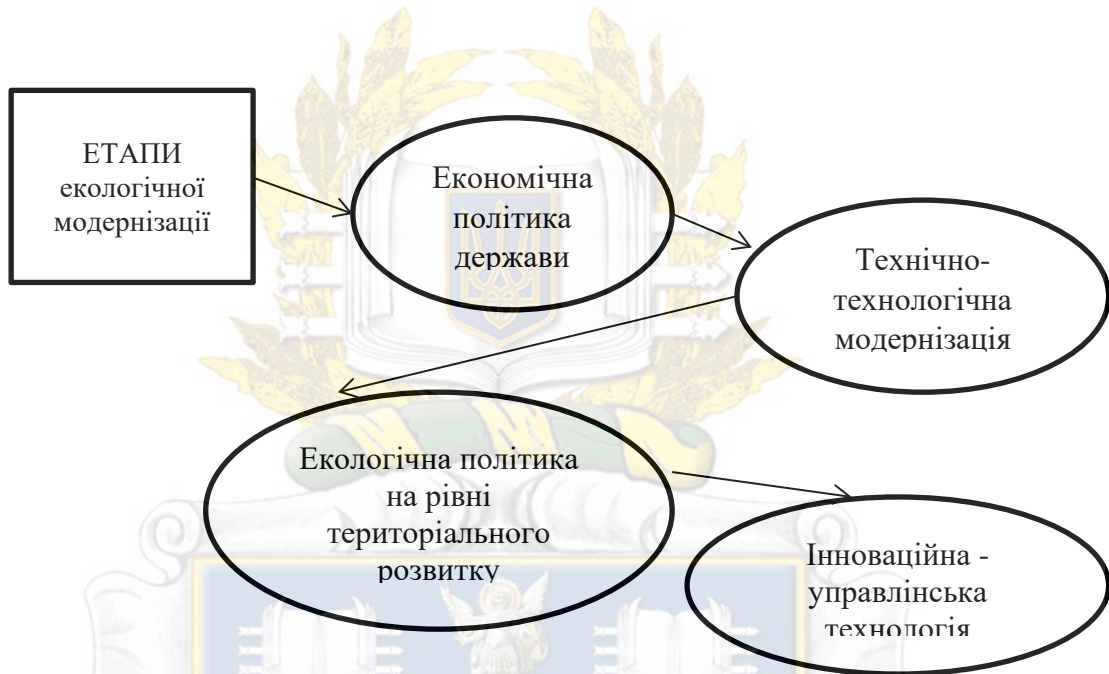 ЕТАПИ
екологічної
модернізації
Економічна
політика
держави
Технічно-
технологічна
модернізація
Екологічна політика
на рівні
територіального
розвитку
Інноваційна -
управлінська
технологія